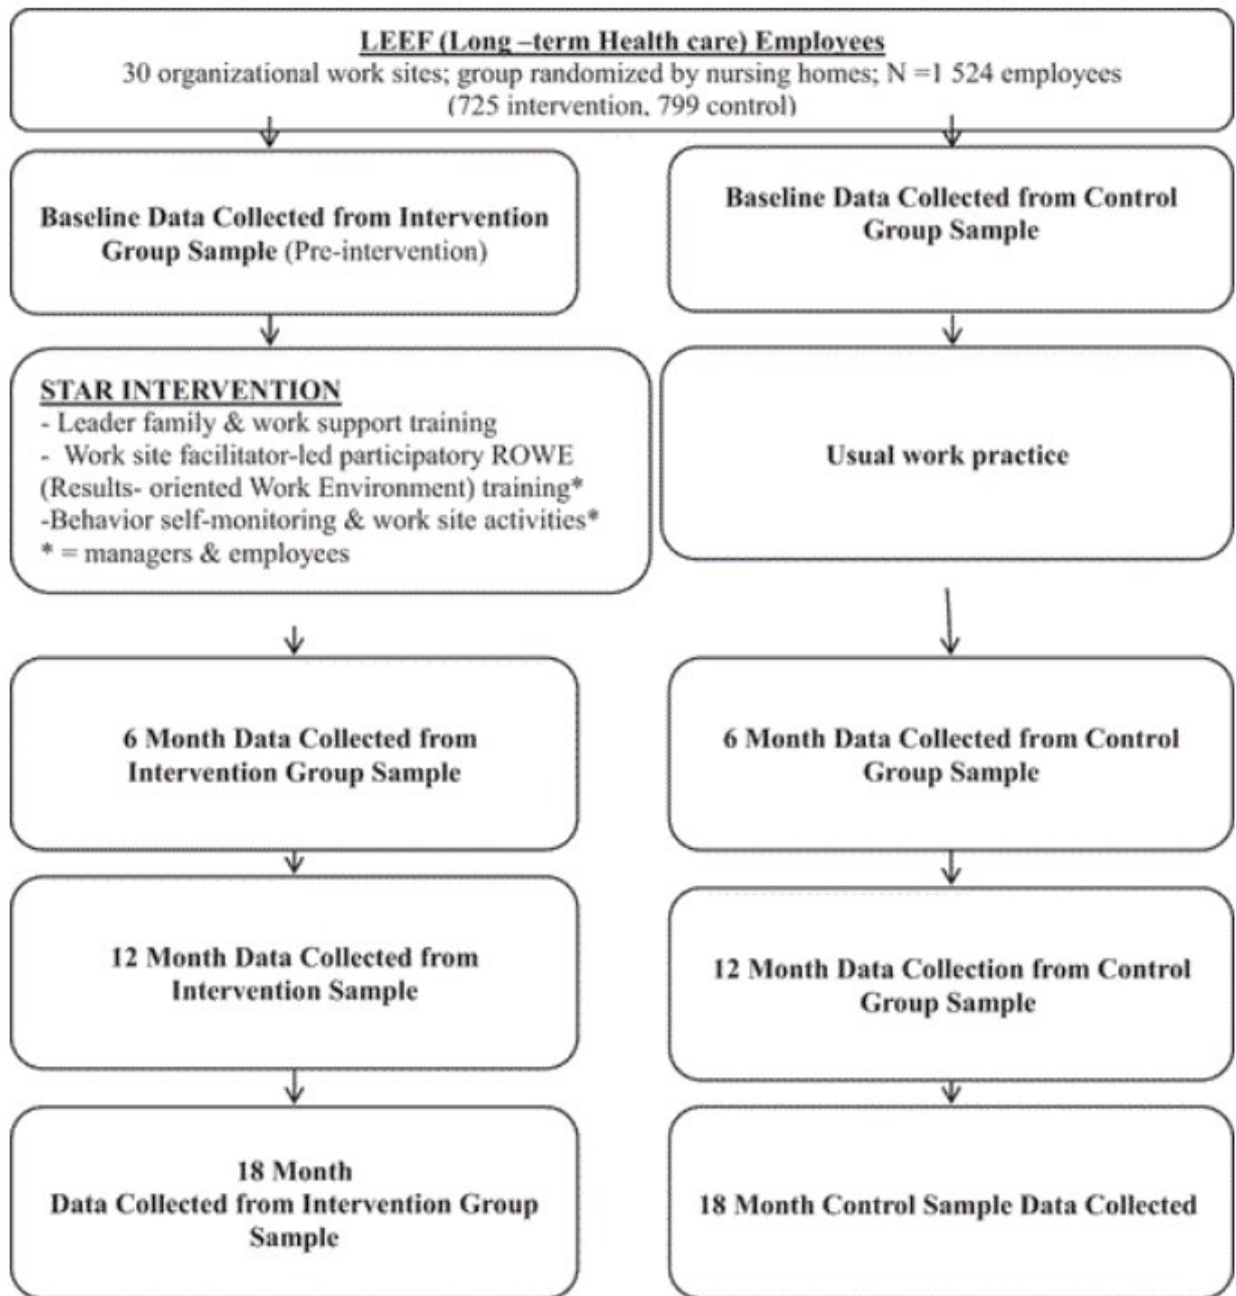 LEEF (Long –term Health care) Employees
30 organizational work sites; group randomized by nursing homes; N =1 524 employees
(725 intervention, 799 control)
Baseline Data Collected from Intervention
Group Sample (Pre-intervention)
Baseline Data Collected from Control
Group Sample
STAR INTERVENTION
- Leader family & work support training
- Work site facilitator-led participatory ROWE
(Results- oriented Work Environment) training*
-Behavior self-monitoring & work site activities*
* = managers & employees
Usual work practice
6 Month Data Collected from
Intervention Group Sample
6 Month Data Collected from Control
Group Sample
12 Month Data Collected from
Intervention Sample
12 Month Data Collection from Control
Group Sample
18 Month
Data Collected from Intervention Group
Sample
18 Month Control Sample Data Collected